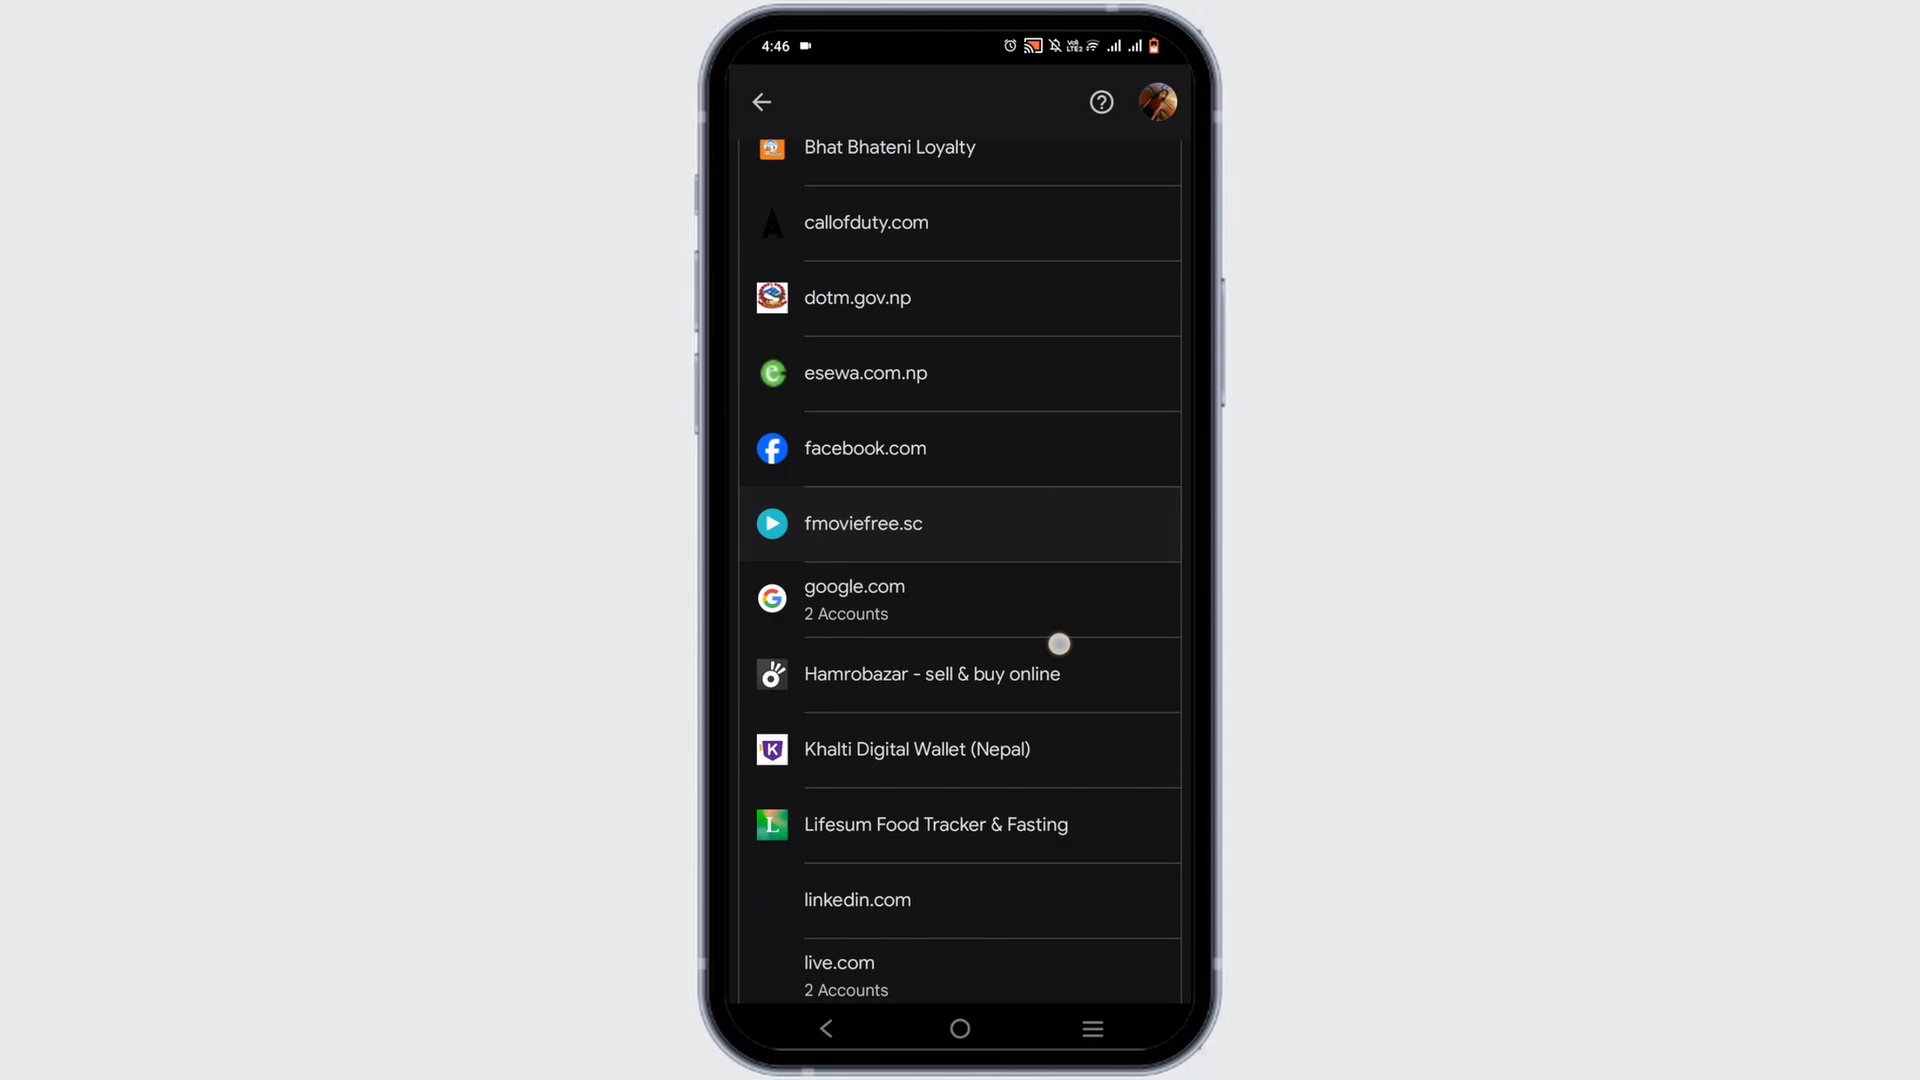 4:46
Bhat Bhateni Loyalty
callofduty.com
dotm.gov.np
esewa.com.np
facebook.com
fmoviefree.sc
google.com
2 Accounts
Hamrobazar - sell & buy online
Khalti Digital Wallet (Nepal)
Lifesum Food Tracker & Fasting
linkedin.com
live.com
2 Accounts